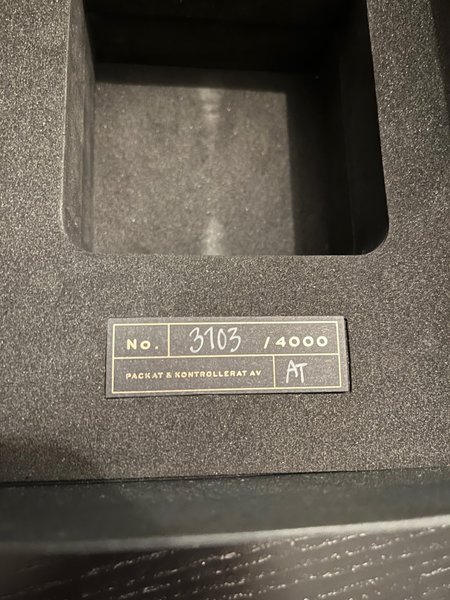 No. 3103 /4000
PACKAT & KONTROLLERAT AV AT